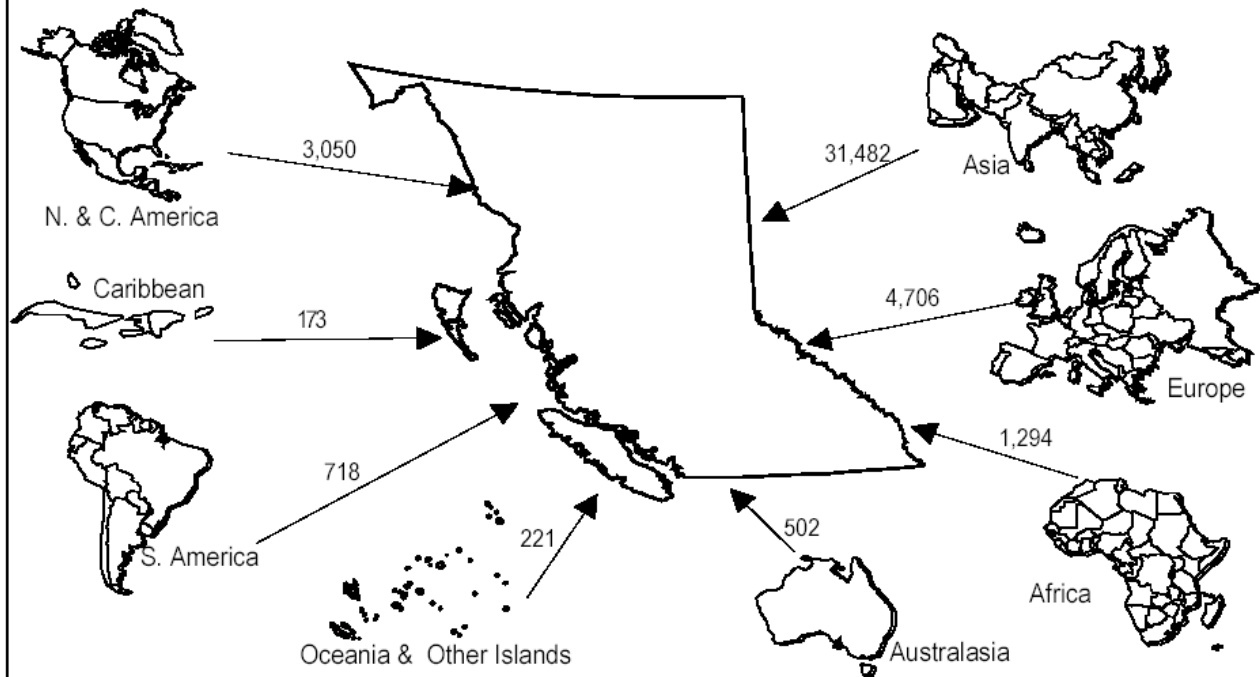 3,050
N. & C. America
Caribbean
173
718
S. America
221
Oceania & Other Islands
31,482
Asia
4,706
Europe
1,294
Africa
502
Australasia